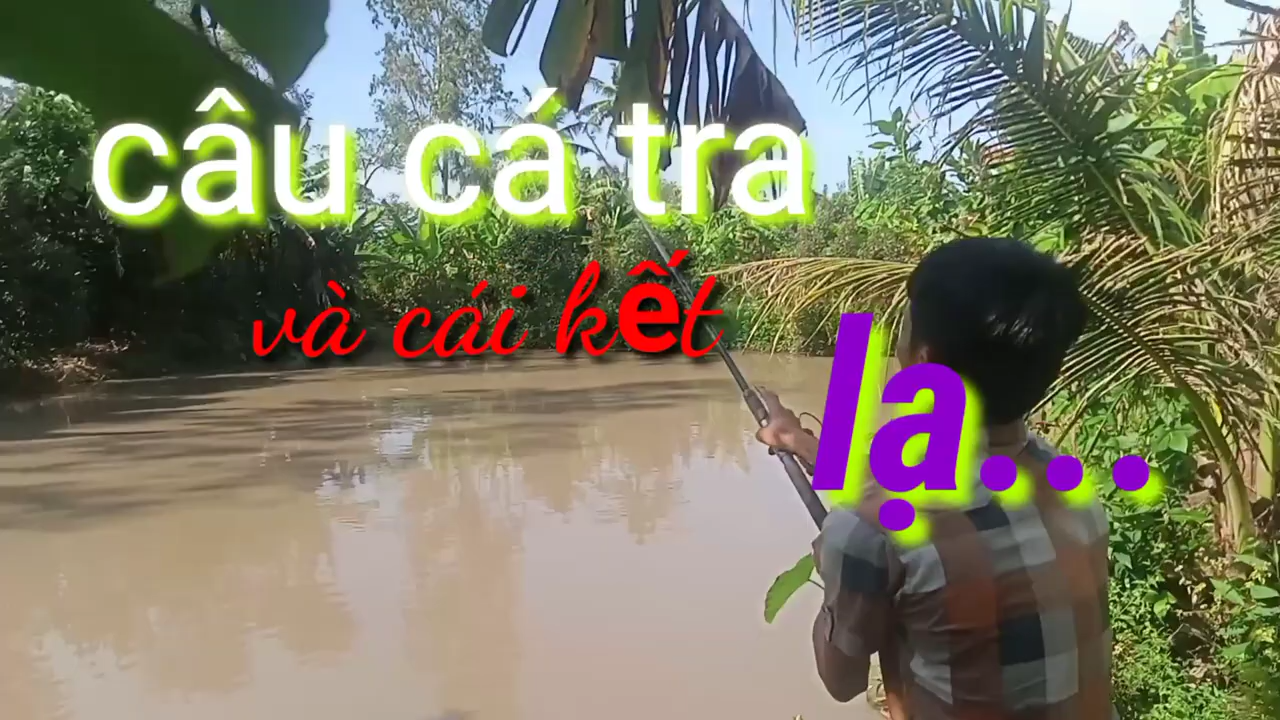 câu cá tra
và cái kết
lạ...